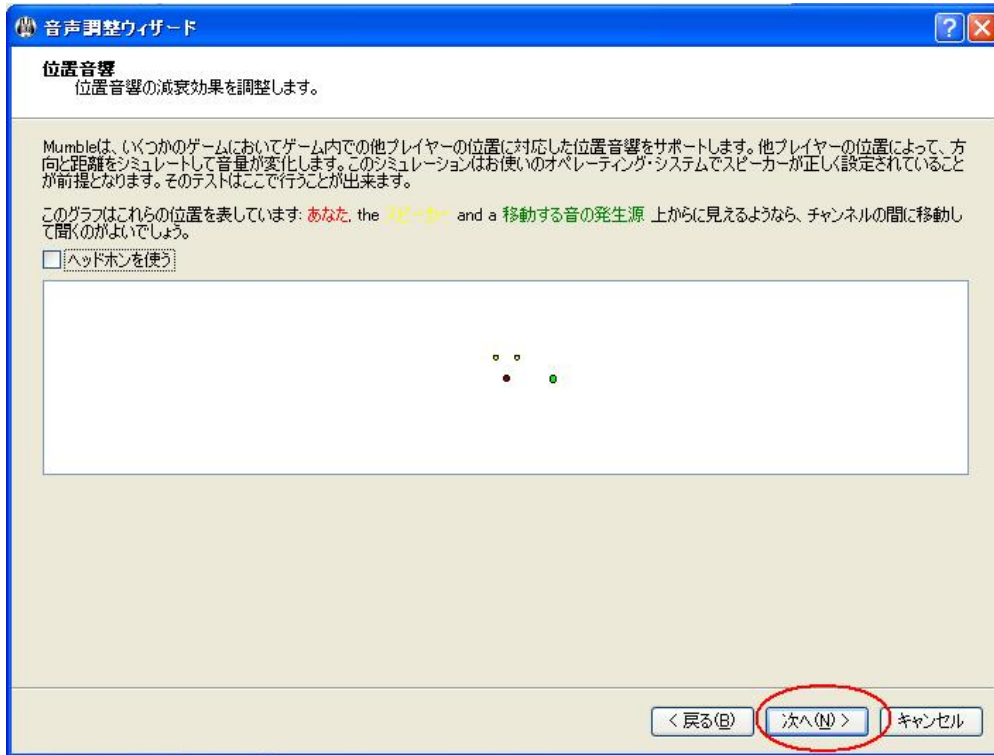 音声調整ウィザード
位置音響
位置音響の減衰効果を調整します。
Mumbleは、いくつかのゲームにおいてゲーム内での他プレイヤーの位置に対応した位置音響をサポートします。他プレイヤーの位置によって、方
向と距離をシミュレートして音量が変化します。このシミュレーションはお使いのオペレーティング・システムでスピーカーが正しく設定されていること
が前提となります。そのテストはここで行うことが出来ます。
このグラフはこれらの位置を表しています: あなた, the スピーカー and a 移動する音の発生源 上からに見えるようなら、チャンネルの間に移動し
て聞くのがよいでしょう。
ヘッドホンを使う
< 戻る(B) 次へ(N) > キャンセル